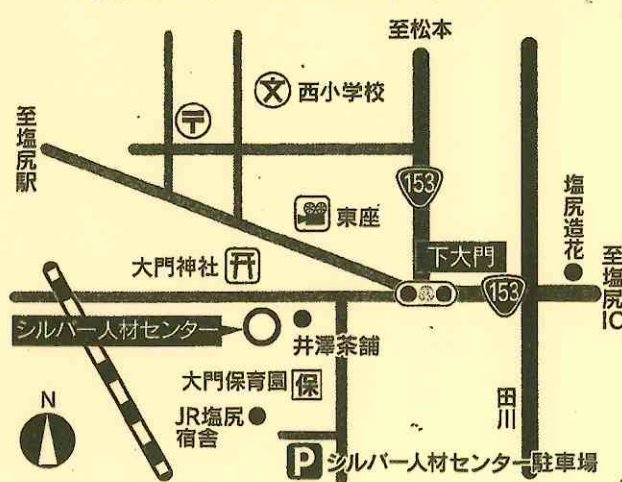 至松本
文
西小学校
〒
至塩尻駅
153
東座
塩尻造花
下大門
大門神社
153
至塩尻IC
シルバー人材センター
井澤茶舗
大門保育園
保
N
JR塩尻
宿舎
田川
P
シルバー人材センター駐車場